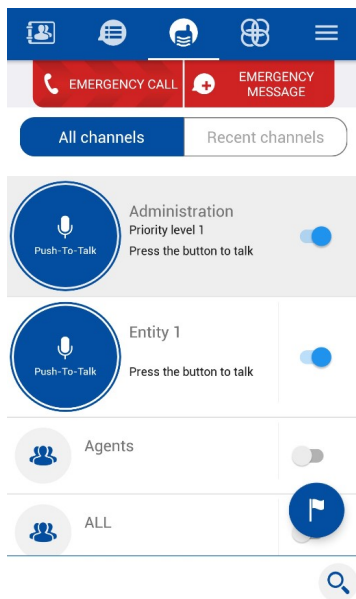 EMERGENCY CALL
EMERGENCY
MESSAGE
All channels
Recent channels
Administration
Priority level 1
Push-To-Talk
Press the button to talk
Entity 1
Push-To-Talk
Press the button to talk
Agents
ALL